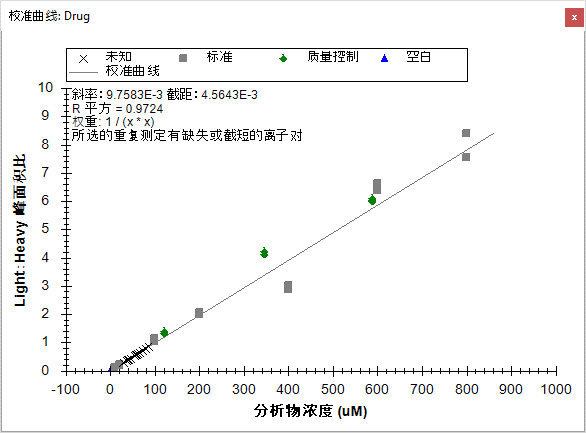 校准曲线: Drug
未知 标准 质量控制 空白
校准曲线
斜率: 9.7583E-3 截距: 4.5643E-3
R 平方 = 0.9724
权重: 1 / (x * x)
所选的重复测定有缺失或截短的离子对
10
9
8
7
6
5
4
3
2
1
0
Light:Heavy 峰面积比
-100 0 100 200 300 400 500 600 700 800 900 1000
分析物浓度 (uM)